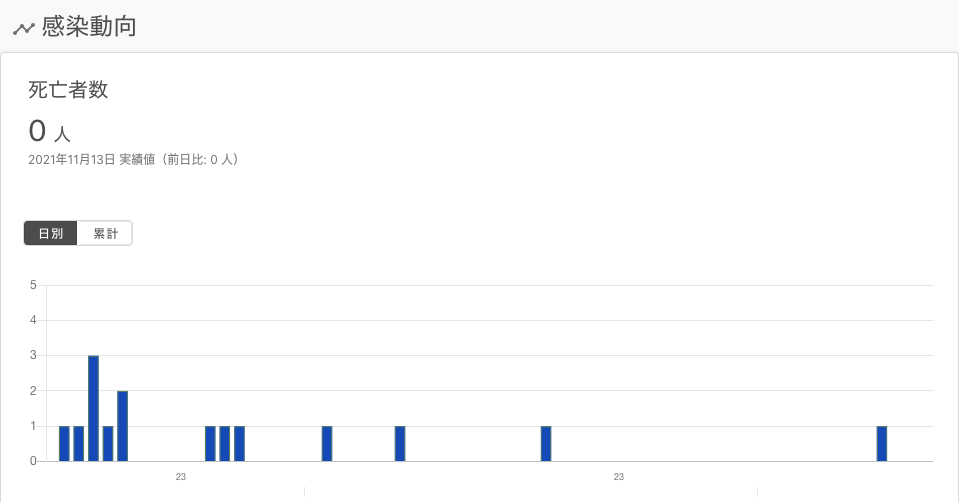 感染動向
死亡者数
0 人
2021年11月13日 実績値（前日比: 0 人）
日別 累計
5
4
3
2
1
0
23 23